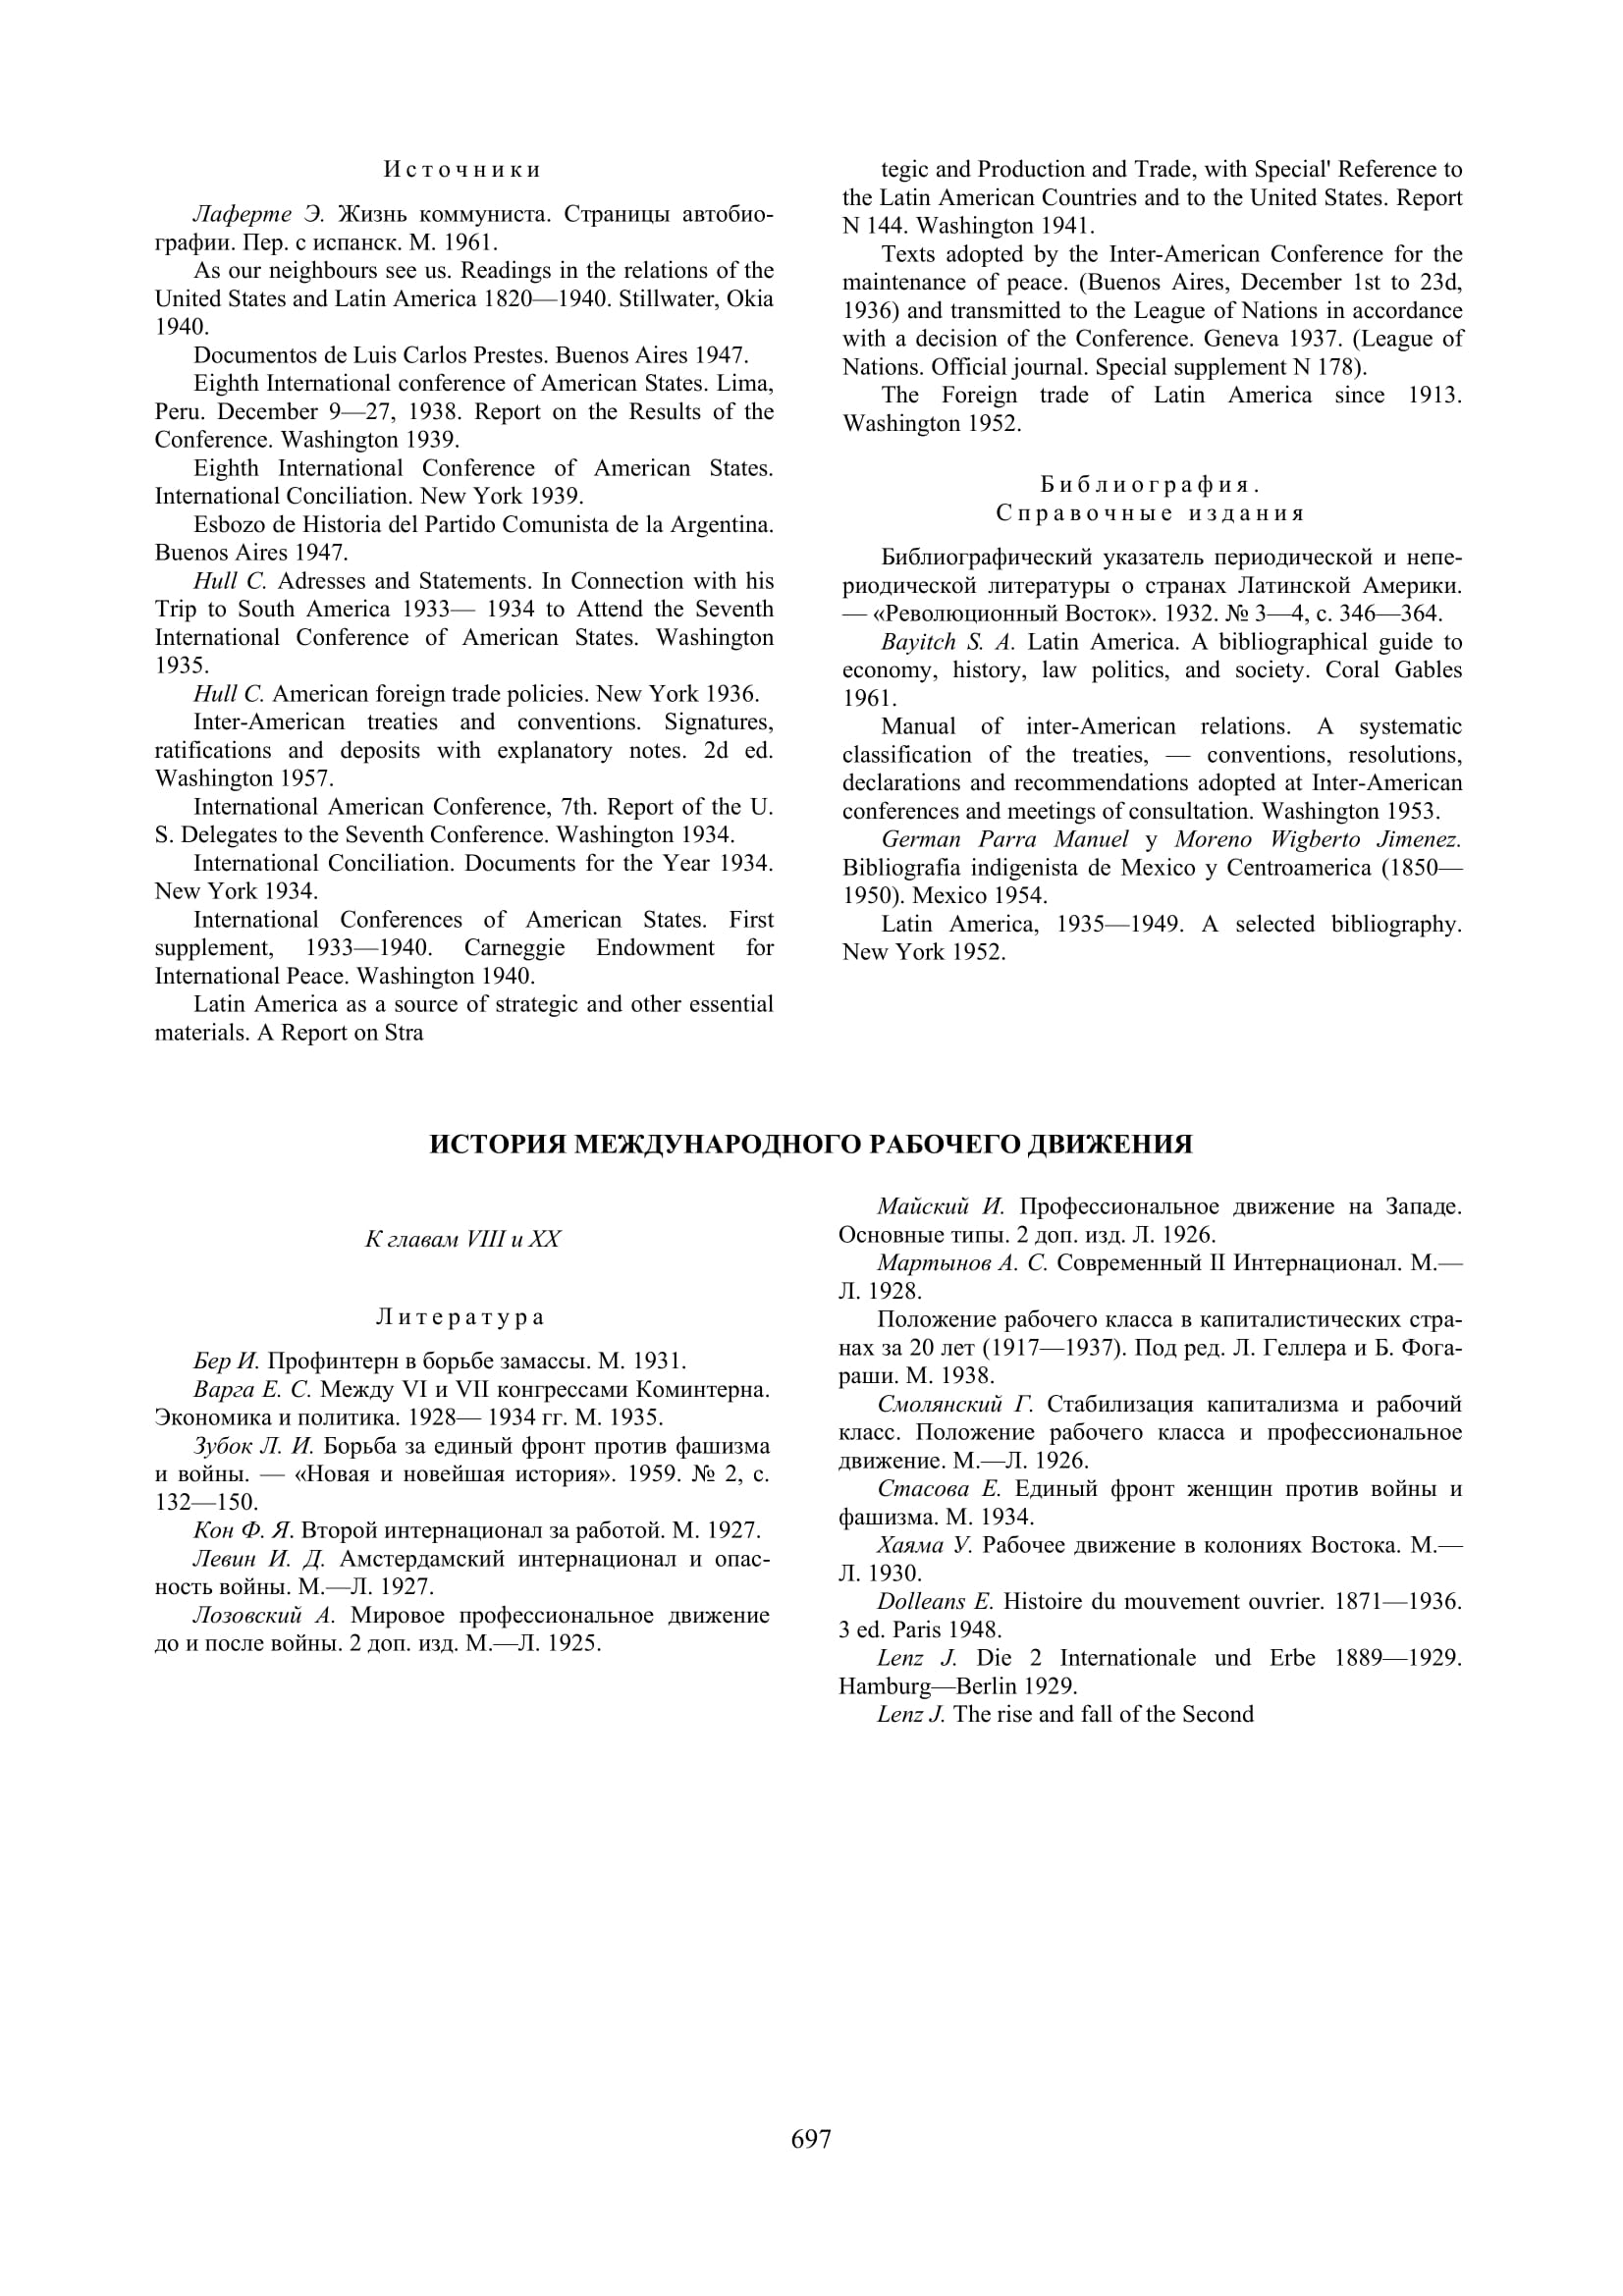 Источники
Лаферте Э. Жизнь коммуниста. Страницы автобио-
графии. Пер. с испанск. М. 1961.
As our neighbours see us. Readings in the relations of the
United States and Latin America 1820—1940. Stillwater, Okia
1940.
Documentos de Luis Carlos Prestes. Buenos Aires 1947.
Eighth International conference of American States. Lima,
Peru. December 9—27, 1938. Report on the Results of the
Conference. Washington 1939.
Eighth International Conference of American States.
International Conciliation. New York 1939.
Esbozo de Historia del Partido Comunista de la Argentina.
Buenos Aires 1947.
Hull C. Adresses and Statements. In Connection with his
Trip to South America 1933— 1934 to Attend the Seventh
International Conference of American States. Washington
1935.
Hull C. American foreign trade policies. New York 1936.
Inter-American treaties and conventions. Signatures,
ratifications and deposits with explanatory notes. 2d ed.
Washington 1957.
International American Conference, 7th. Report of the U.
S. Delegates to the Seventh Conference. Washington 1934.
International Conciliation. Documents for the Year 1934.
New York 1934.
International Conferences of American States. First
supplement, 1933—1940. Carneggie Endowment for
International Peace. Washington 1940.
Latin America as a source of strategic and other essential
materials. A Report on Stra
tegic and Production and Trade, with Special' Reference to
the Latin American Countries and to the United States. Report
N 144. Washington 1941.
Texts adopted by the Inter-American Conference for the
maintenance of peace. (Buenos Aires, December 1st to 23d,
1936) and transmitted to the League of Nations in accordance
with a decision of the Conference. Geneva 1937. (League of
Nations. Official journal. Special supplement N 178).
The Foreign trade of Latin America since 1913.
Washington 1952.
Библиография.
Справочные издания
Библиографический указатель периодической и непе-
риодической литературы о странах Латинской Америки.
— «Революционный Восток». 1932. № 3—4, с. 346—364.
Bayitch S. A. Latin America. A bibliographical guide to
economy, history, law politics, and society. Coral Gables
1961.
Manual of inter-American relations. A systematic
classification of the treaties, — conventions, resolutions,
declarations and recommendations adopted at Inter-American
conferences and meetings of consultation. Washington 1953.
German Parra Manuel y Moreno Wigberto Jimenez.
Bibliografia indigenista de Mexico y Centroamerica (1850—
1950). Mexico 1954.
Latin America, 1935—1949. A selected bibliography.
New York 1952.
ИСТОРИЯ МЕЖДУНАРОДНОГО РАБОЧЕГО ДВИЖЕНИЯ
К главам VIII и XX
Литература
Бер И. Профинтерн в борьбе замассы. М. 1931.
Варга Е. С. Между VI и VII конгрессами Коминтерна.
Экономика и политика. 1928— 1934 гг. М. 1935.
Зубок Л. И. Борьба за единый фронт против фашизма
и войны. — «Новая и новейшая история». 1959. № 2, с.
132—150.
Кон Ф. Я. Второй интернационал за работой. М. 1927.
Левин И. Д. Амстердамский интернационал и опас-
ность войны. М.—Л. 1927.
Лозовский А. Мировое профессиональное движение
до и после войны. 2 доп. изд. М.—Л. 1925.
Майский И. Профессиональное движение на Западе.
Основные типы. 2 доп. изд. Л. 1926.
Мартынов А. С. Современный II Интернационал. М.—
Л. 1928.
Положение рабочего класса в капиталистических стра-
нах за 20 лет (1917—1937). Под ред. Л. Геллера и Б. Фога-
раши. М. 1938.
Смолянский Г. Стабилизация капитализма и рабочий
класс. Положение рабочего класса и профессиональное
движение. М.—Л. 1926.
Стасова Е. Единый фронт женщин против войны и
фашизма. М. 1934.
Хаяма У. Рабочее движение в колониях Востока. М.—
Л. 1930.
Dolleans E. Histoire du mouvement ouvrier. 1871—1936.
3 ed. Paris 1948.
Lenz J. Die 2 Internationale und Erbe 1889—1929.
Hamburg—Berlin 1929.
Lenz J. The rise and fall of the Second
697